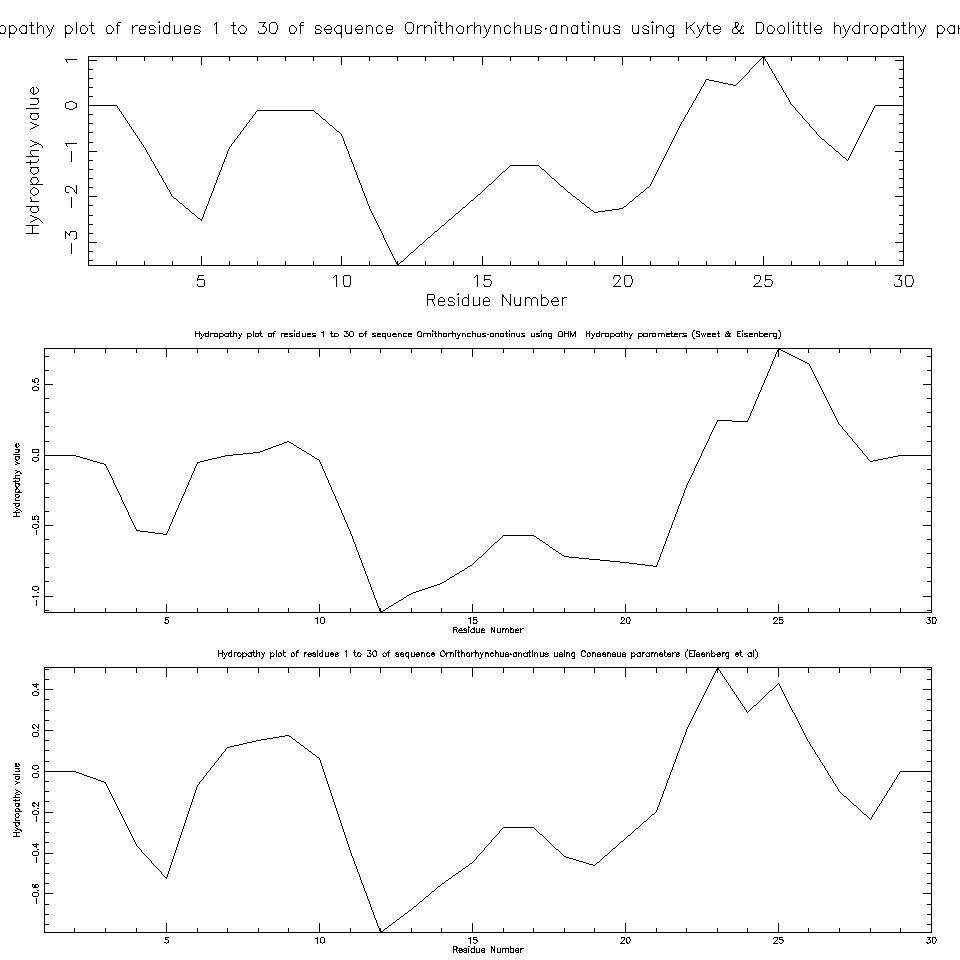 opathy plot of residues 1 to 30 of sequence Ornithorhynchus-anatinus using Kyte & Doolittle hydropathy par
1
0
-1
-2
-3
Hydropathy value
5 10 15 20 25 30
Residue Number
Hydropathy plot of residues 1 to 30 of sequence Ornithorhynchus-anatinus using OHM Hydropathy parameters (Sweet & Eisenberg)
0.5
0.0
-0.5
-1.0
Hydropathy value
5 10 15 20 25 30
Residue Number
Hydropathy plot of residues 1 to 30 of sequence Ornithorhynchus-anatinus using Consensus parameters (Eisenberg et al)
0.4
0.2
0.0
-0.2
-0.4
-0.6
Hydropathy value
5 10 15 20 25 30
Residue Number